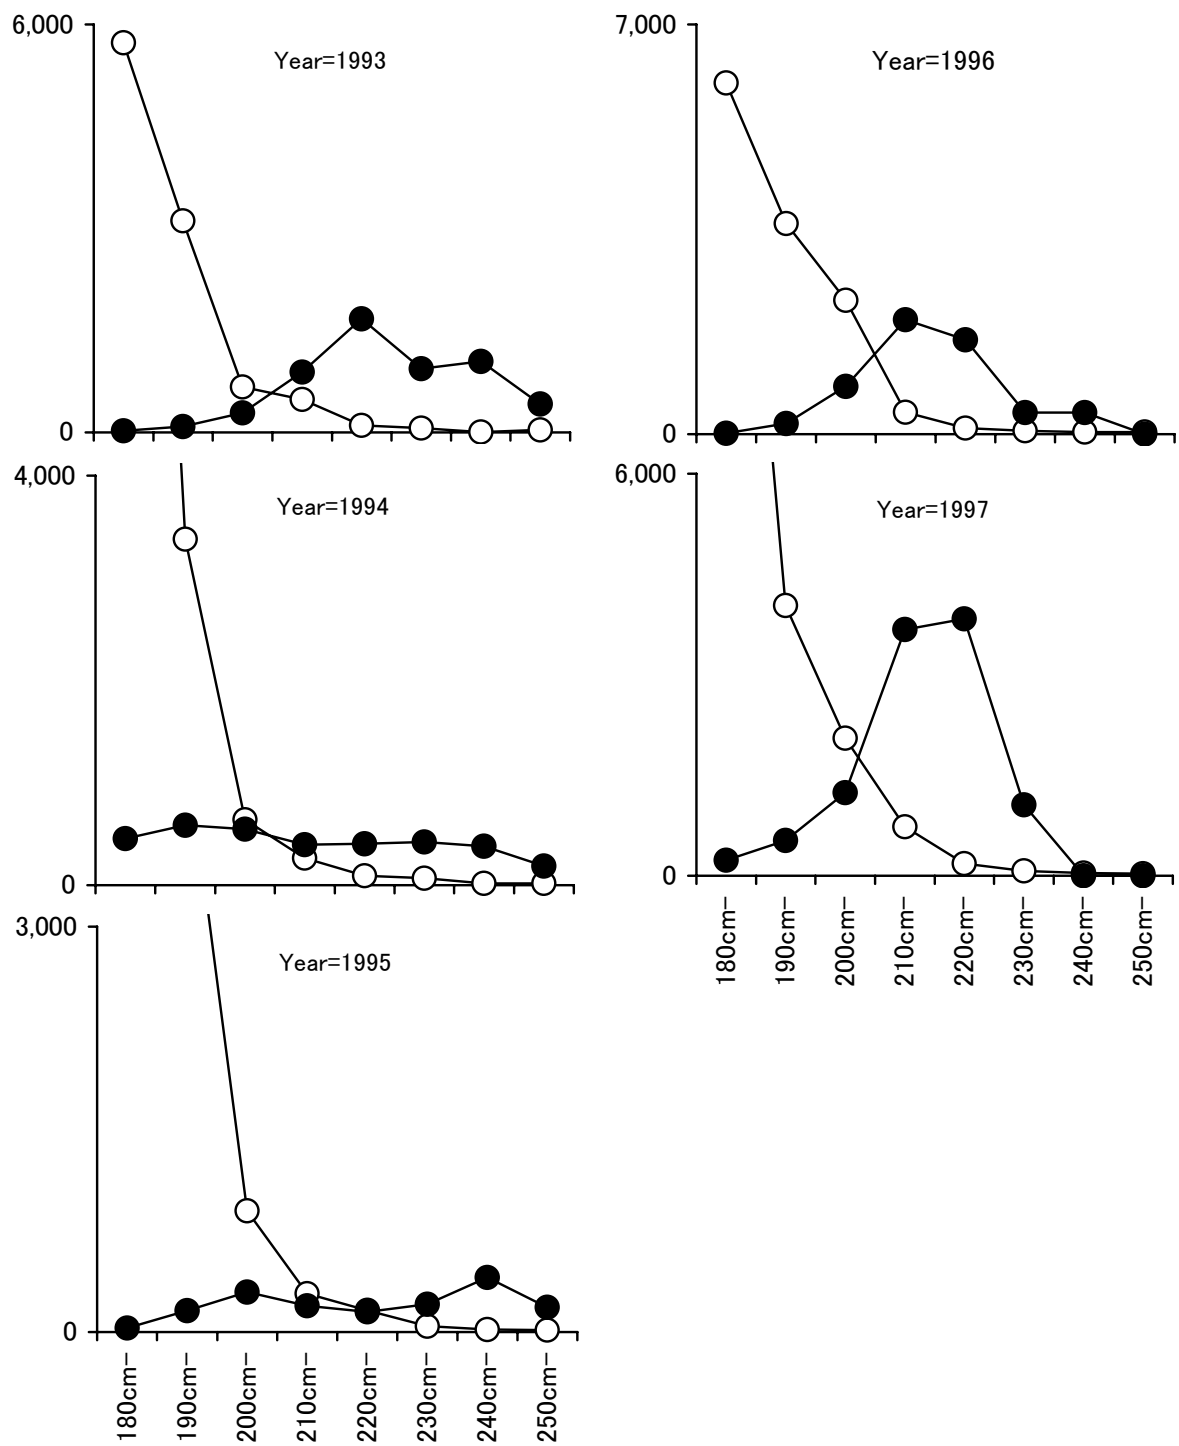 6,000
Year=1993
0
4,000
Year=1994
0
3,000
Year=1995
0
180cm-
190cm-
200cm-
210cm-
220cm-
230cm-
240cm-
250cm-
7,000
Year=1996
0
6,000
Year=1997
0
180cm-
190cm-
200cm-
210cm-
220cm-
230cm-
240cm-
250cm-